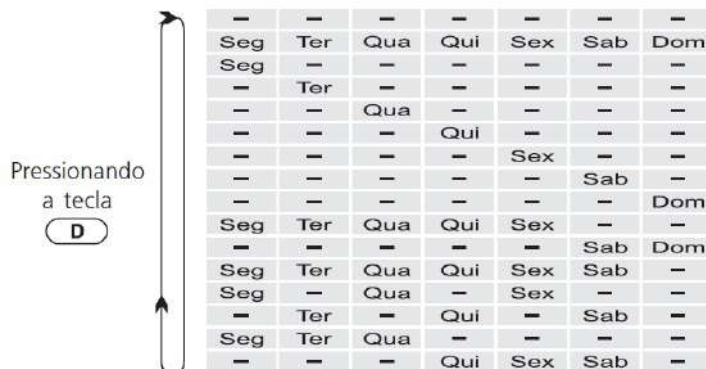 – – – – – – –
Seg Ter Qua Qui Sex Sab Dom
Seg – – – – – –
– Ter – – – – –
– – Qua – – – –
– – – Qui – – –
– – – – Sex – –
– – – – – Sab –
– – – – – – Dom
Seg Ter Qua Qui Sex – –
– – – – – Sab Dom
Seg Ter Qua Qui Sex Sab –
Seg – Qua – Sex – –
– Ter – Qui – Sab –
Seg Ter Qua – – – –
– – – Qui Sex Sab –
Pressionando
a tecla
D